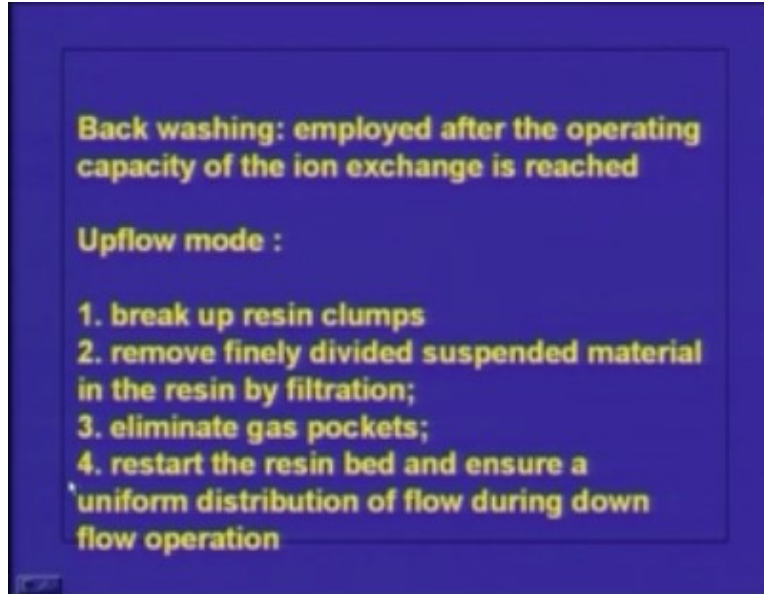 Back washing: employed after the operating
capacity of the ion exchange is reached
Upflow mode :
1. break up resin clumps
2. remove finely divided suspended material
in the resin by filtration;
3. eliminate gas pockets;
4. restart the resin bed and ensure a
uniform distribution of flow during down
flow operation